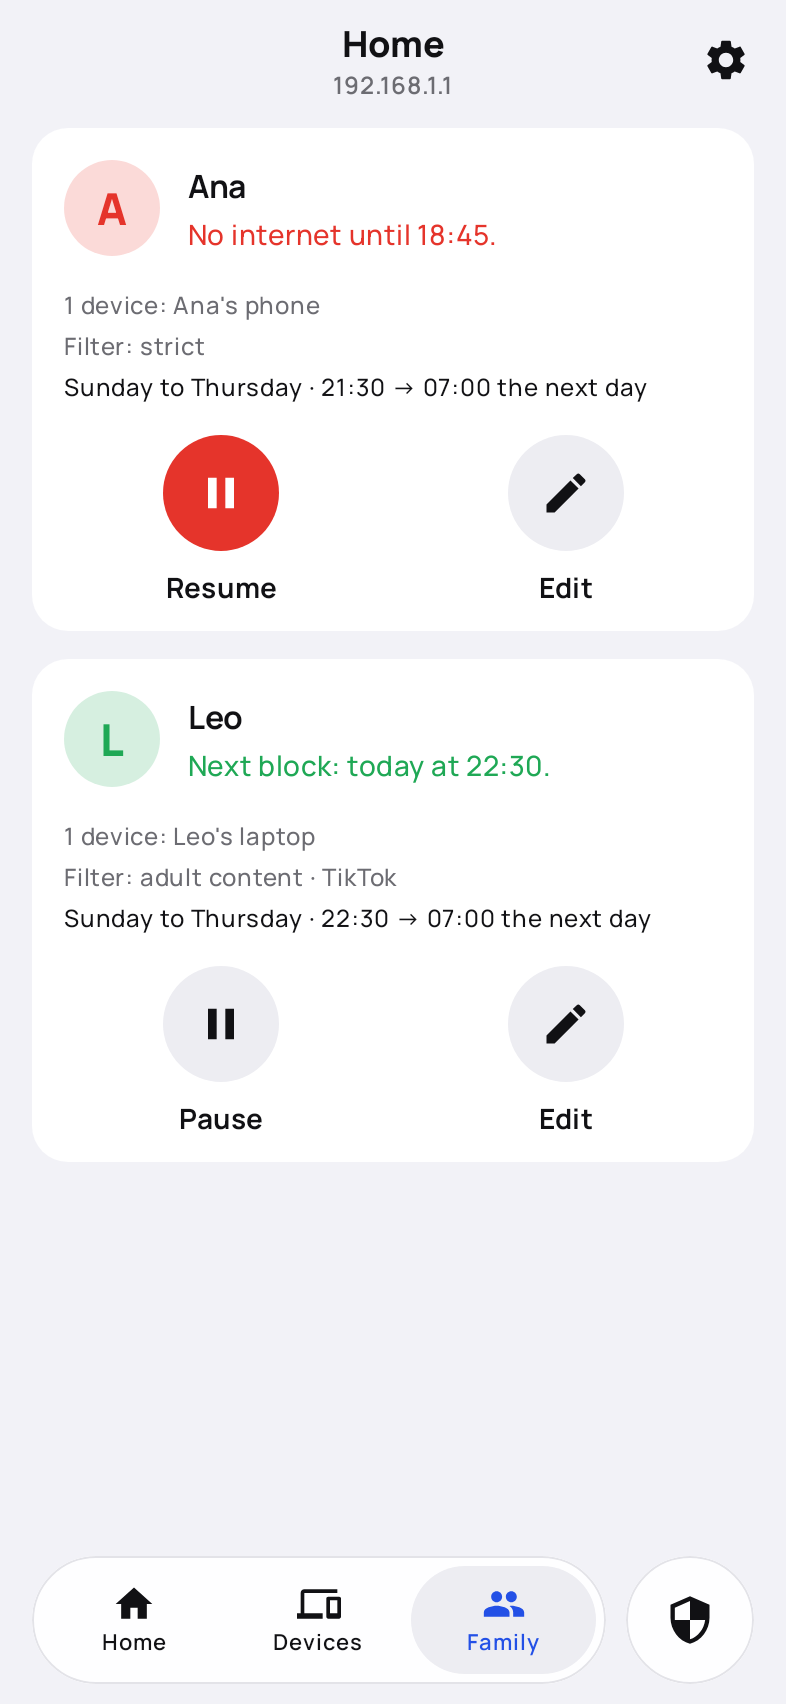 Home
192.168.1.1
A
Ana
No internet until 18:45.
1 device: Ana's phone
Filter: strict
Sunday to Thursday · 21:30 → 07:00 the next day
Resume
Edit
L
Leo
Next block: today at 22:30.
1 device: Leo's laptop
Filter: adult content · TikTok
Sunday to Thursday · 22:30 → 07:00 the next day
Pause
Edit
Home
Devices
Family